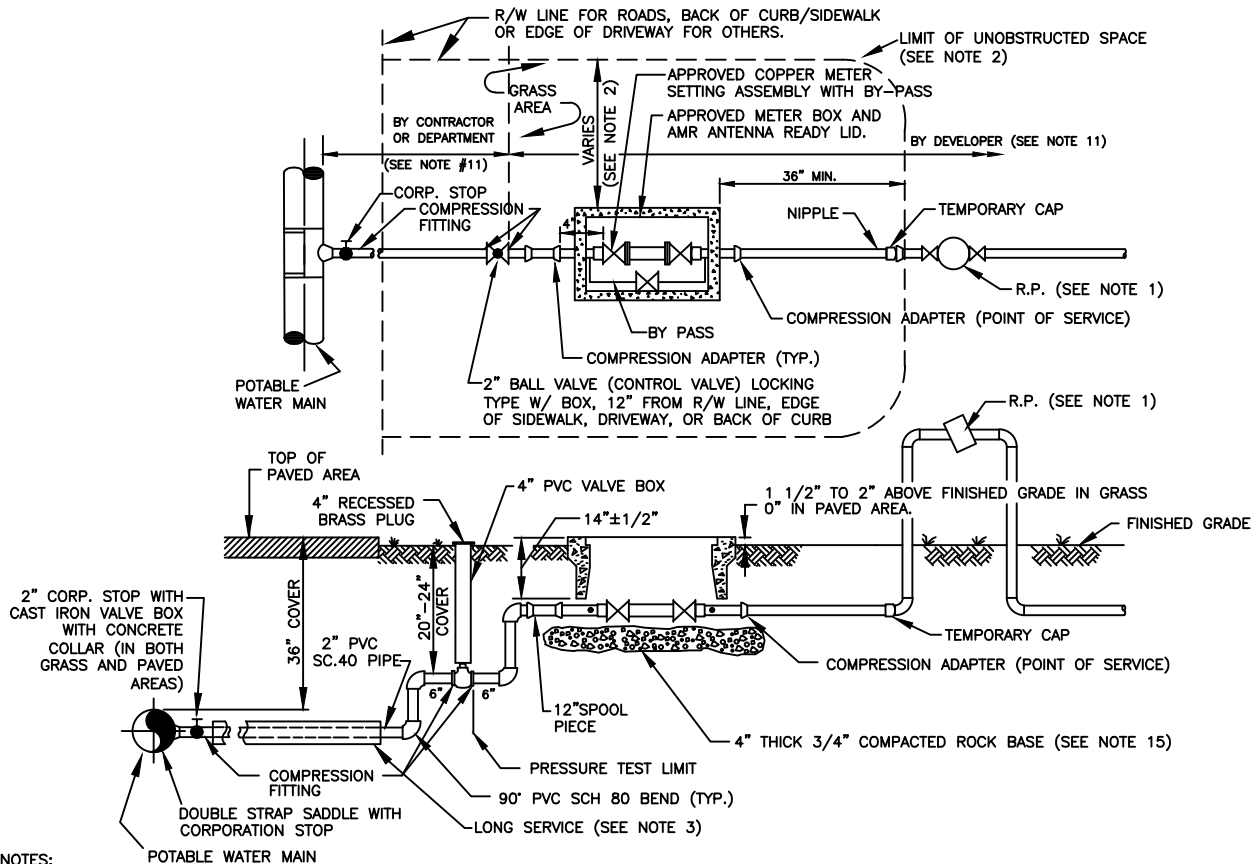 R/W LINE FOR ROADS, BACK OF CURB/SIDEWALK
OR EDGE OF DRIVEWAY FOR OTHERS.
LIMIT OF UNOBSTRUCTED SPACE
(SEE NOTE 2)
GRASS
AREA
APPROVED COPPER METER
SETTING ASSEMBLY WITH BY-PASS
APPROVED METER BOX AND
AMR ANTENNA READY LID.
BY CONTRACTOR
OR DEPARTMENT
(SEE NOTE #11)
VARIES
(SEE NOTE 2)
BY DEVELOPER (SEE NOTE 11)
36" MIN.
CORP. STOP
COMPRESSION
FITTING
4"
NIPPLE
TEMPORARY CAP
R.P. (SEE NOTE 1)
COMPRESSION ADAPTER (POINT OF SERVICE)
BY PASS
COMPRESSION ADAPTER (TYP.)
POTABLE
WATER MAIN
2" BALL VALVE (CONTROL VALVE) LOCKING
TYPE W/ BOX, 12" FROM R/W LINE, EDGE
OF SIDEWALK, DRIVEWAY, OR BACK OF CURB
R.P. (SEE NOTE 1)
TOP OF
PAVED AREA
4" RECESSED
BRASS PLUG
4" PVC VALVE BOX
14"±1/2"
1 1/2" TO 2" ABOVE FINISHED GRADE IN GRASS
0" IN PAVED AREA.
FINISHED GRADE
2" CORP. STOP WITH
CAST IRON VALVE BOX
WITH CONCRETE
COLLAR (IN BOTH
GRASS AND PAVED
AREAS)
36" COVER
2" PVC
SC.40 PIPE
20"-24"
COVER
6"
6"
12"SPOOL
PIECE
TEMPORARY CAP
COMPRESSION ADAPTER (POINT OF SERVICE)
4" THICK 3/4" COMPACTED ROCK BASE (SEE NOTE 15)
PRESSURE TEST LIMIT
COMPRESSION
FITTING
90° PVC SCH 80 BEND (TYP.)
DOUBLE STRAP SADDLE WITH
CORPORATION STOP
LONG SERVICE (SEE NOTE 3)
POTABLE WATER MAIN
NOTES: